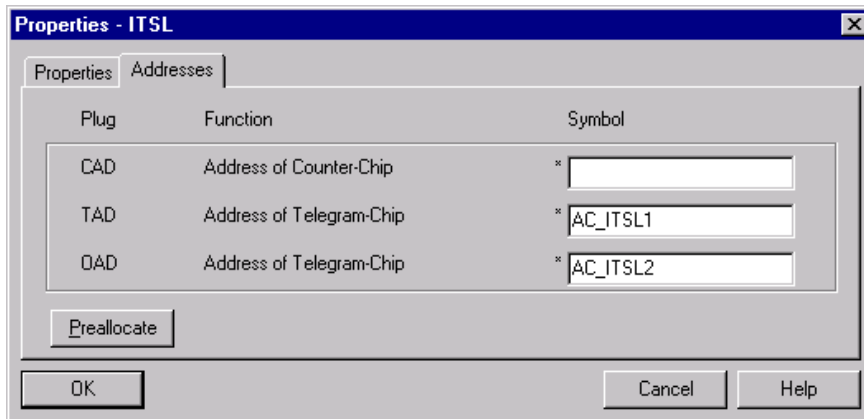 Properties - ITSL
Properties Addresses
Plug Function Symbol
CAD Address of Counter-Chip *
TAD Address of Telegram-Chip * AC_ITSL1
OAD Address of Telegram-Chip * AC_ITSL2
Preallocate
OK Cancel Help